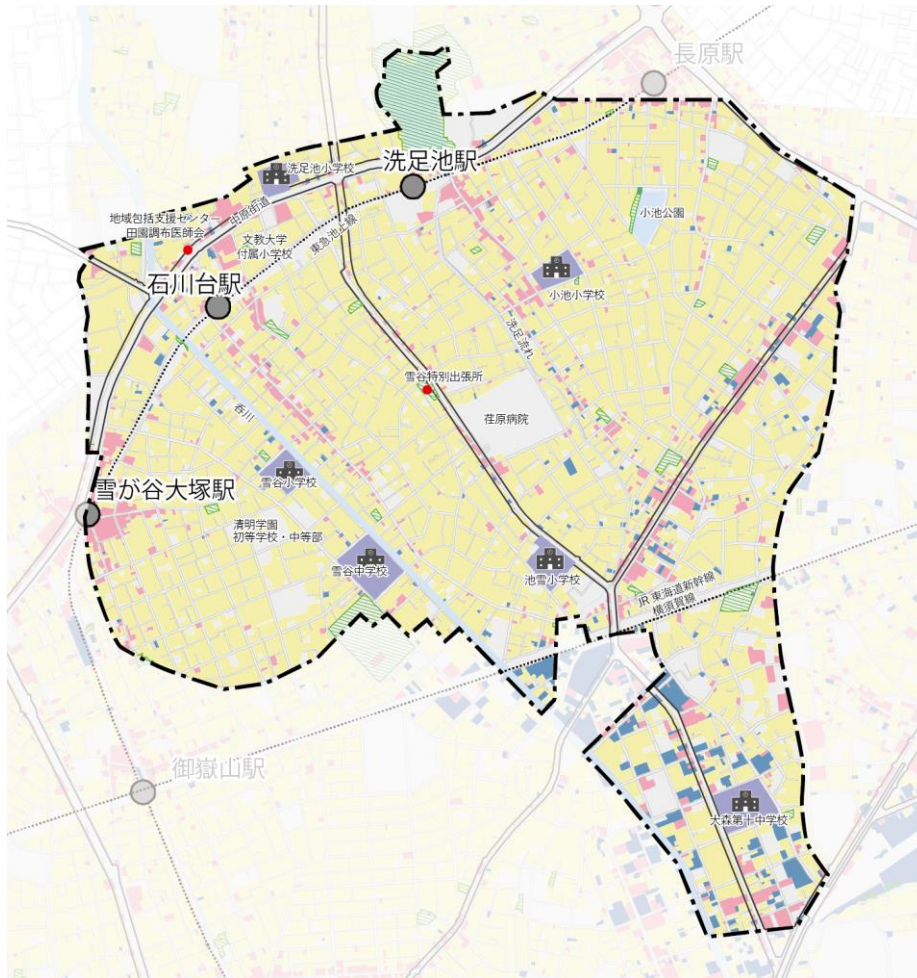 長原駅
洗足池駅
洗足池小学校
中原街道
地域包括支援センター
田園調布医師会
文教大学
付属小学校
東急池上線
小池公園
石川台駅
小池小学校
洗足流れ
雪谷特別出張所
呑川
荏原病院
雪が谷大塚駅
雪谷小学校
清明学園
初等学校・中等部
雪谷中学校
池雪小学校
JR東海道新幹線
横須賀線
御嶽山駅
大森第十中学校